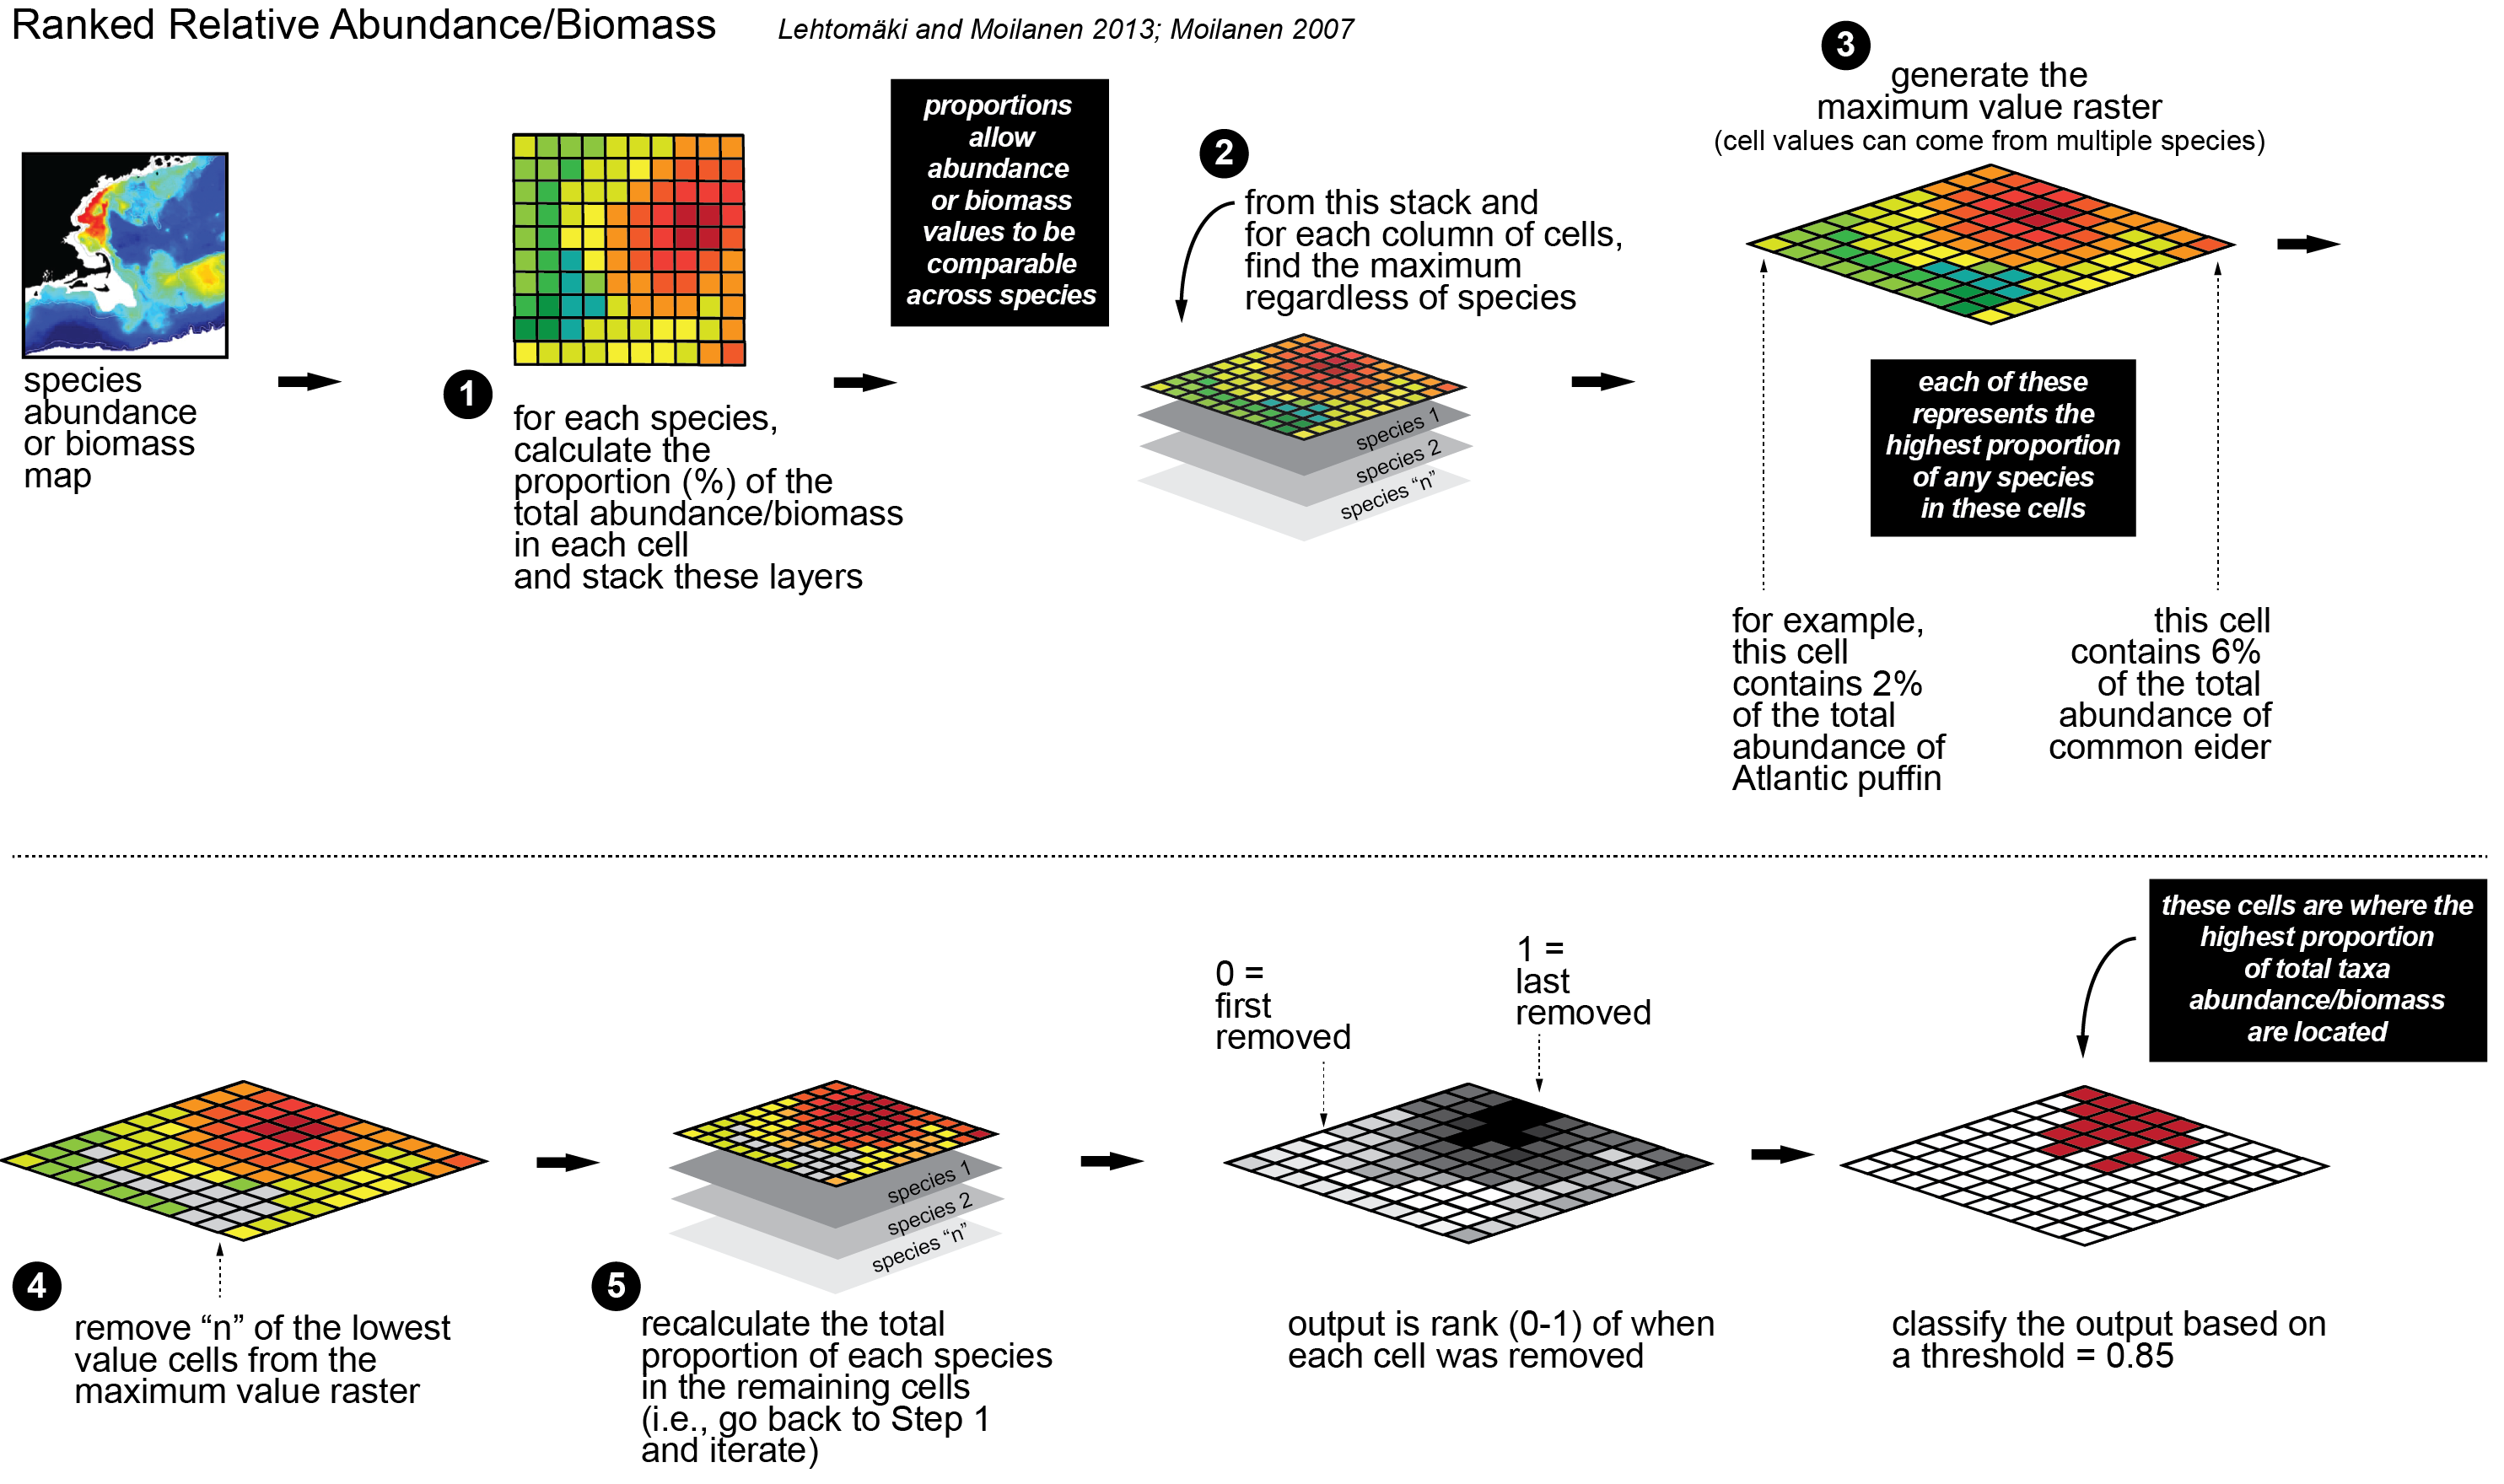 Ranked Relative Abundance/Biomass
Lehtomäki and Moilanen 2013; Moilanen 2007
species
abundance
or biomass
map
1
for each species,
calculate the
proportion (%) of the
total abundance/biomass
in each cell
and stack these layers
proportions
allow
abundance
or biomass
values to be
comparable
across species
2
from this stack and
for each column of cells,
find the maximum
regardless of species
species 1
species 2
species “n”
3
generate the
maximum value raster
(cell values can come from multiple species)
each of these
represents the
highest proportion
of any species
in these cells
for example,
this cell
contains 2%
of the total
abundance of
Atlantic puffin
this cell
contains 6%
of the total
abundance of
common eider
4
remove “n” of the lowest
value cells from the
maximum value raster
species 1
species 2
species “n”
5
recalculate the total
proportion of each species
in the remaining cells
(i.e., go back to Step 1
and iterate)
0 =
first
removed
1 =
last
removed
output is rank (0-1) of when
each cell was removed
these cells are where the
highest proportion
of total taxa
abundance/biomass
are located
classify the output based on
a threshold = 0.85